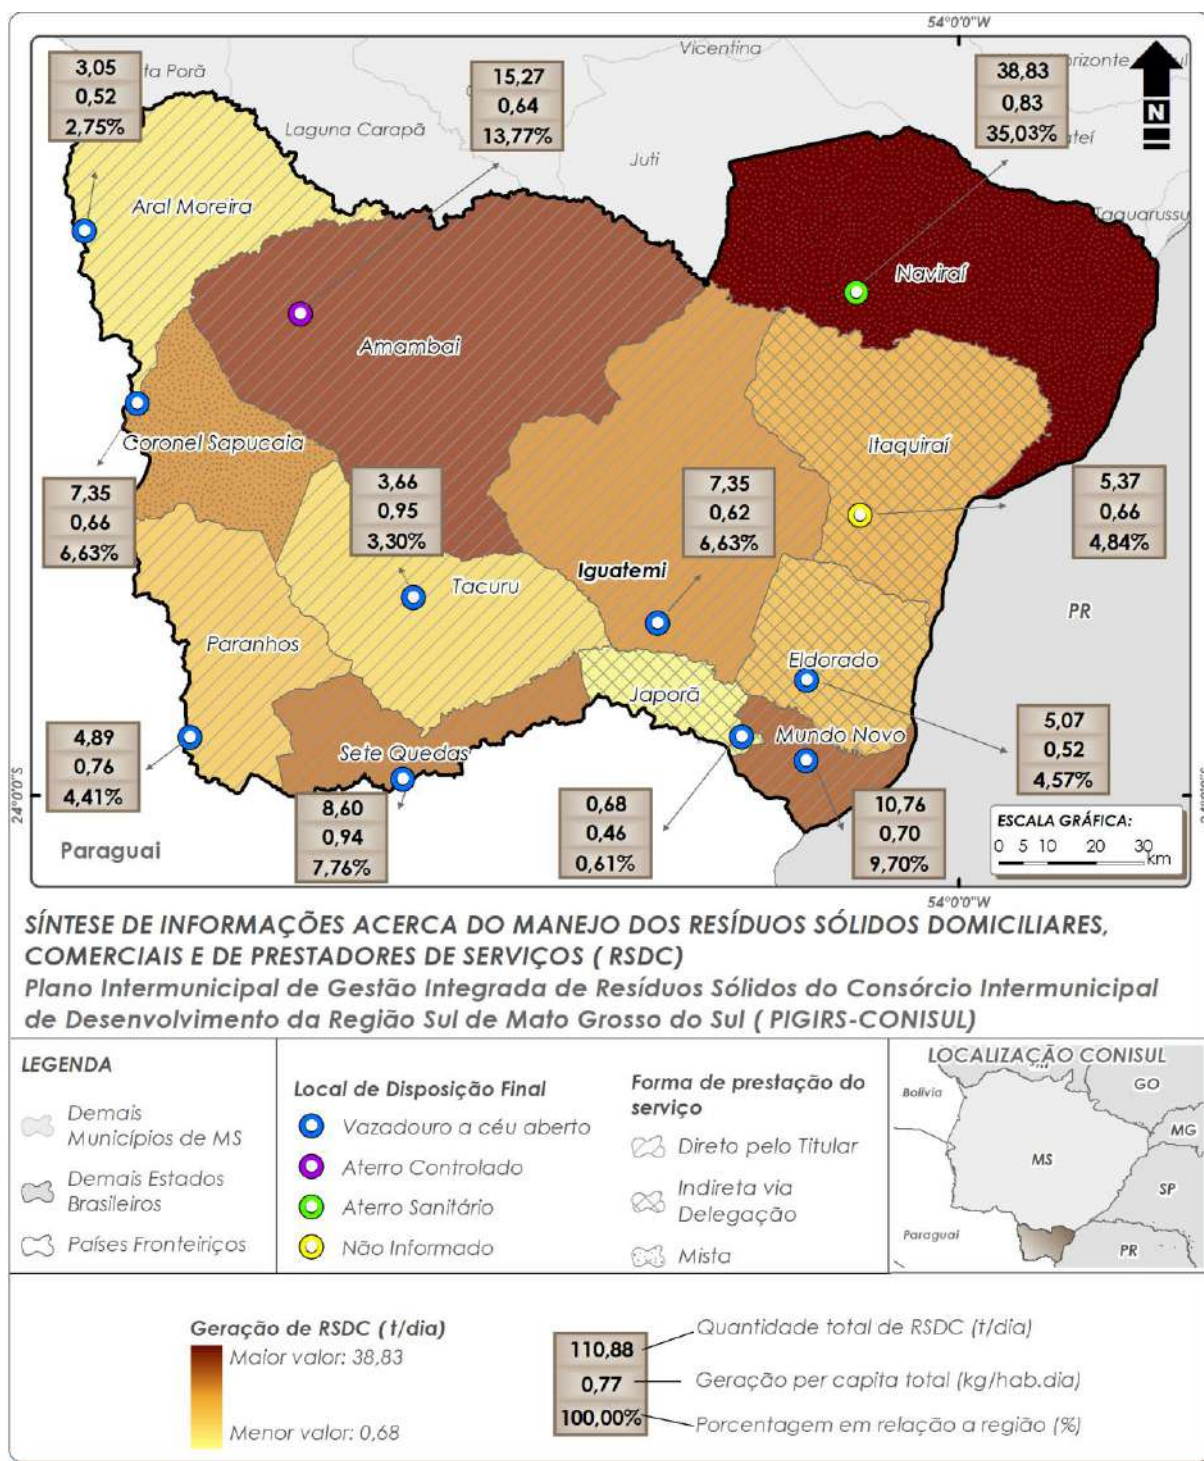 54°0'0"W
3,05
0,52
2,75%
ta Porã
Laguna Carapã
15,27
0,64
13,77%
Vicentina
Juti
38,83
0,83
35,03%
orizonte
ateí
Taquarussu
N
Aral Moreira
Naviraí
Amambai
Coronel Sapucaia
Itaquiraí
7,35
0,66
6,63%
3,66
0,95
3,30%
7,35
0,62
6,63%
5,37
0,66
4,84%
Iguatemi
Tacuru
Paranhos
Eldorado
PR
Japorã
Mundo Novo
Sete Quedas
4,89
0,76
4,41%
8,60
0,94
7,76%
0,68
0,46
0,61%
10,76
0,70
9,70%
5,07
0,52
4,57%
24°0'0"S
24°0'0"S
Paraguai
ESCALA GRÁFICA:
0 5 10 20 30
km
54°0'0"W
SÍNTESE DE INFORMAÇÕES ACERCA DO MANEJO DOS RESÍDUOS SÓLIDOS DOMICILIARES,
COMERCIAIS E DE PRESTADORES DE SERVIÇOS ( RSDC)
Plano Intermunicipal de Gestão Integrada de Resíduos Sólidos do Consórcio Intermunicipal
de Desenvolvimento da Região Sul de Mato Grosso do Sul ( PIGIRS-CONISUL)
LEGENDA
Demais
Municípios de MS
Demais Estados
Brasileiros
Países Fronteiriços
Local de Disposição Final
Vazadouro a céu aberto
Aterro Controlado
Aterro Sanitário
Não Informado
Forma de prestação do
serviço
Direto pelo Titular
Indireta via
Delegação
Mista
LOCALIZAÇÃO CONISUL
Bolívia
GO
MG
MS
SP
Paraguai
PR
Geração de RSDC ( t/dia)
Maior valor: 38,83
Menor valor: 0,68
110,88
0,77
100,00%
Quantidade total de RSDC (t/dia)
Geração per capita total (kg/hab.dia)
Porcentagem em relação a região (%)